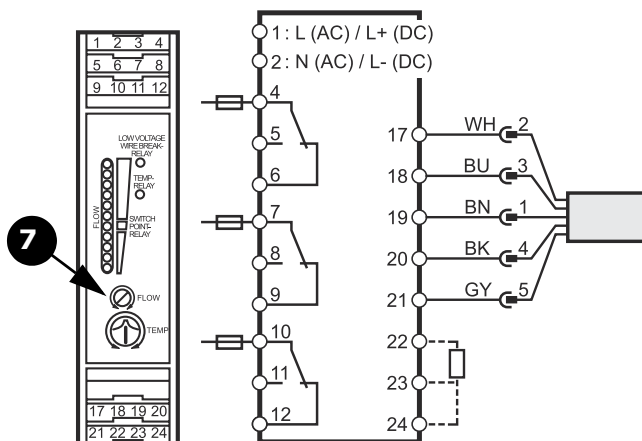 1 2 3 4
5 6 7 8
9 10 11 12
LOW VOLTAGE
WIRE BREAK-
RELAY
TEMP-
RELAY
FLOW
SWITCH
POINT-
RELAY
7
FLOW
TEMP
17 18 19 20
21 22 23 24
1 : L (AC) / L+ (DC)
2 : N (AC) / L- (DC)
4
5
6
7
8
9
10
11
12
17 WH 2
18 BU 3
19 BN 1
20 BK 4
21 GY 5
22
23
24